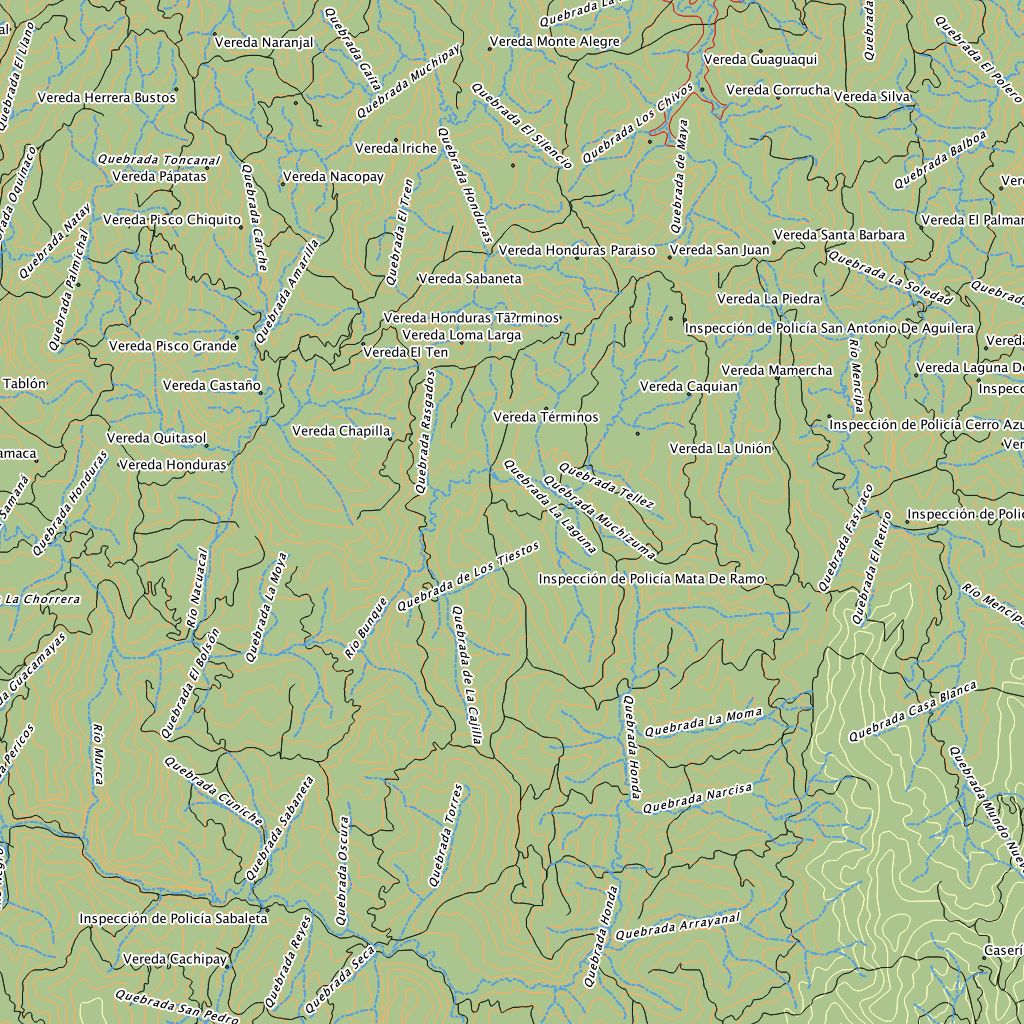 Quebrada La
Vereda Naranjal
Quebrada Gaita
Quebrada Muchipay
Vereda Monte Alegre
Vereda Guaguaqui
Quebrada
Quebrada El Polero
Quebrada El Llano
Vereda Herrera Bustos
Quebrada El Silencio
Quebrada Los Chivos
Vereda Corrucha
Vereda Silva
Vereda Iriche
Quebrada Balboa
Quebrada Toncanal
Vereda Pápatas
Vereda Nacopay
Quebrada Honduras
Quebrada de Maya
Quebrada El Tren
Quebrada Carche
Quebrada Natay
Vereda Pisco Chiquito
Vereda El Palmar
Vereda Santa Barbara
Quebrada Palmichal
Quebrada Amarilla
Vereda Honduras Paraiso
Vereda San Juan
Vereda Sabaneta
Quebrada La Soledad
Vereda La Piedra
Vereda Honduras Tã?rminos
Inspección de Policía San Antonio De Aguilera
Vereda Loma Larga
Vereda Pisco Grande
Vereda El Ten
Río Mencipa
Vereda Mamercha
Vereda Laguna De
Tablón
Vereda Castaño
Vereda Caquian
Quebrada Rasgados
Vereda Términos
Inspección de Policía Cerro Azu
Vereda Chapilla
Vereda Quitasol
Vereda La Unión
amaca
Vereda Honduras
Quebrada Honduras
Samaná
Quebrada Tellez
Quebrada La Laguna
Quebrada Muchizuma
Quebrada Fasiraco
Quebrada El Retiro
Inspección de Polic
Quebrada de Los Tiestos
Inspección de Policía Mata De Ramo
Río Nacuacal
Quebrada La Moya
La Chorrera
Río Bunque
Río Mencipa
Quebrada de La Cajilla
Quebrada El Bolsón
Guacamayas
Quebrada Casa Blanca
Quebrada La Moma
Quebrada Honda
Río Murca
Pericos
Quebrada Cuniche
Quebrada Sabaneta
Quebrada Narcisa
Quebrada Mundo Nuevo
Quebrada Torres
Quebrada Oscura
Quebrada Honda
Inspección de Policía Sabaleta
Quebrada Arrayanal
Quebrada Reyes
Vereda Cachipay
Quebrada Seca
Caserí
Quebrada San Pedro